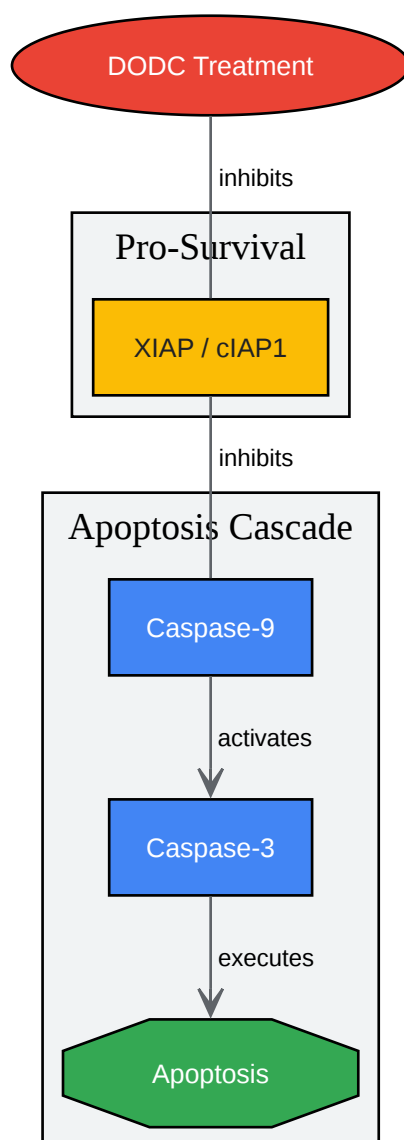 DODC Treatment
inhibits
Pro-Survival
XIAP / cIAP1
inhibits
Apoptosis Cascade
Caspase-9
activates
Caspase-3
executes
Apoptosis